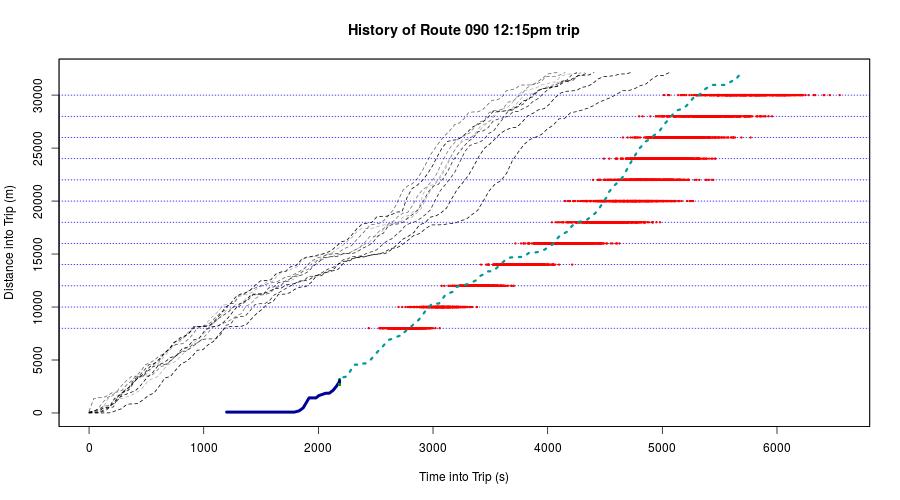 History of Route 090 12:15pm trip
Distance into Trip (m)
30000
25000
20000
15000
10000
5000
0
0 1000 2000 3000 4000 5000 6000
Time into Trip (s)